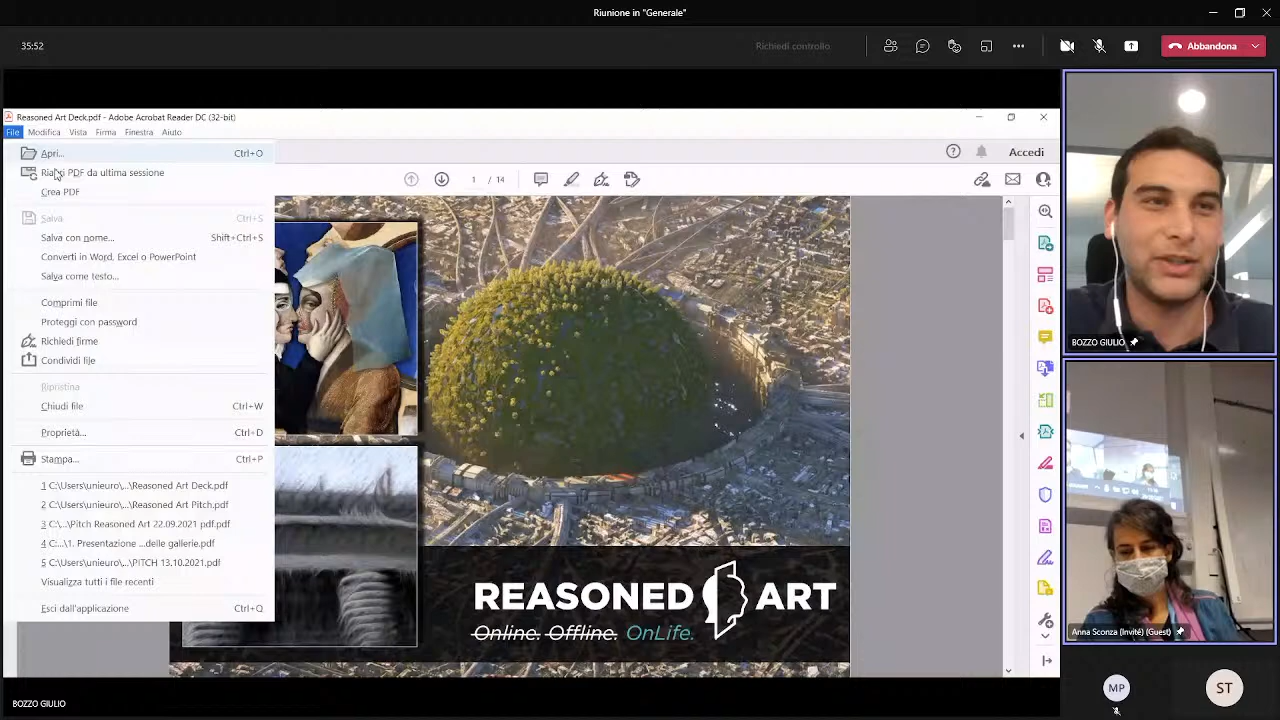 Riunione in "Generale"
35:52
Richiedi controllo
Abbandona
Reasoned Art Deck.pdf - Adobe Acrobat Reader DC (32-bit)
File Modifica Vista Firma Finestra Aiuto
Apri... Ctrl+O
Accedi
Riapri PDF da ultima sessione
1 / 14
Crea PDF
Salva Ctrl+S
Salva con nome... Shift+Ctrl+S
Converti in Word, Excel o PowerPoint
Salva come testo...
Comprimi file
Proteggi con password
Richiedi firme
Condividi file
Ripristina
Chiudi file Ctrl+W
Proprietà... Ctrl+D
Stampa... Ctrl+P
1 C:\Users\unieuro\...\Reasoned Art Deck.pdf
2 C:\Users\unieuro\...\Reasoned Art Pitch.pdf
3 C:\...\Pitch Reasoned Art 22.09.2021 pdf.pdf
4 C:...\1. Presentazione ...delle gallerie.pdf
5 C:\Users\unieuro\...\PITCH 13.10.2021.pdf
Visualizza tutti i file recenti
Esci dall'applicazione Ctrl+Q
REASONED ART
Online. Offline. OnLife.
BOZZO GIULIO
BOZZO GIULIO
Anna Sconza (Invité) (Guest)
MP
ST